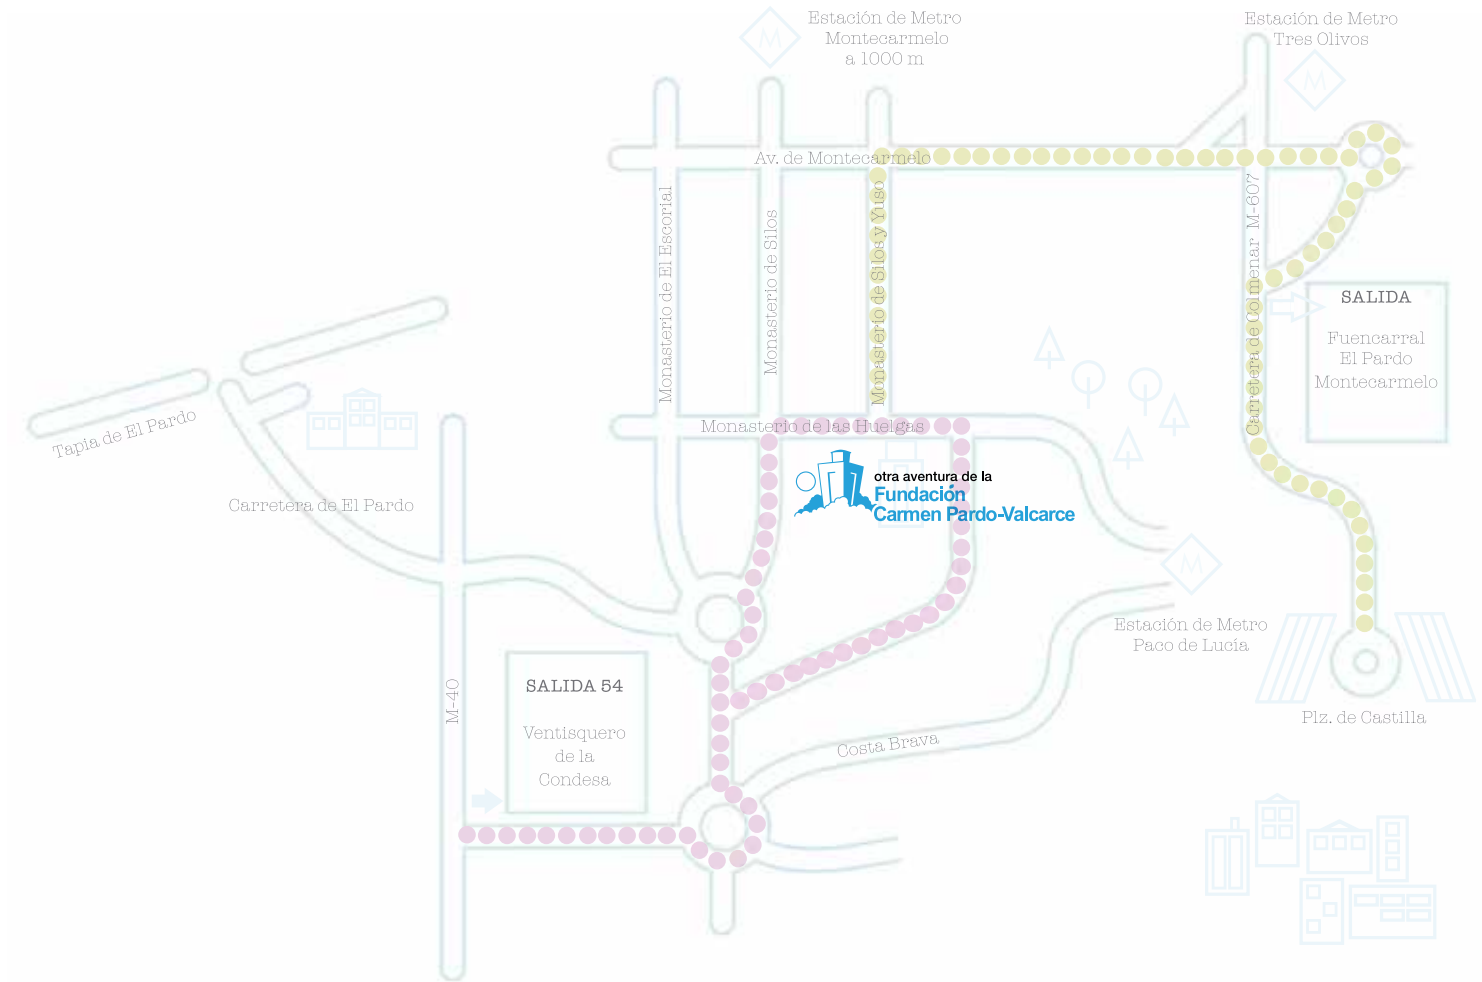 Estación de Metro
Montecarmelo
a 1000 m
Estación de Metro
Tres Olivos
Av. de Montecarmelo
Monasterio de El Escorial
Monasterio de Silos
Monasterio de Silos y Yuso
Carretera de Colmenar M-607
SALIDA
Fuencarral
El Pardo
Montecarmelo
Tapia de El Pardo
Monasterio de las Huelgas
Carretera de El Pardo
otra aventura de la
Fundación
Carmen Pardo-Valcarce
Estación de Metro
Paco de Lucía
M-40
SALIDA 54
Ventisquero
de la
Condesa
Costa Brava
Plz. de Castilla
M
M
M